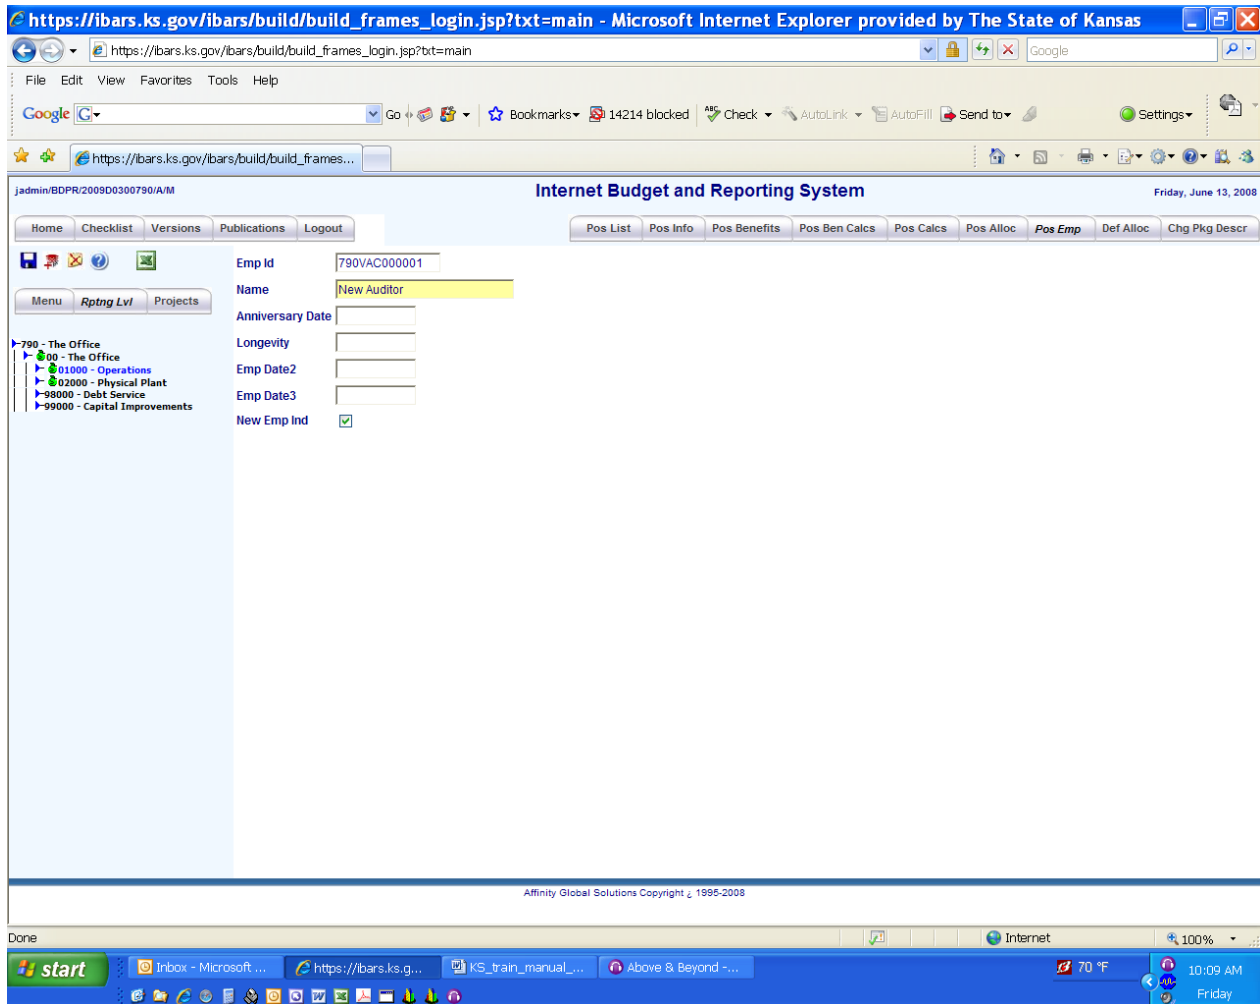 https://ibars.ks.gov/ibars/build/build_frames_login.jsp?txt=main - Microsoft Internet Explorer provided by The State of Kansas
https://ibars.ks.gov/ibars/build/build_frames_login.jsp?txt=main
Google
File Edit View Favorites Tools Help
Google G Go Bookmarks 14214 blocked ABC Check AutoLink AutoFill Send to Settings
https://ibars.ks.gov/ibars/build/build_frames...
jadmin/BDPR/2009D0300790/A/M Internet Budget and Reporting System Friday, June 13, 2008
Home Checklist Versions Publications Logout Pos List Pos Info Pos Benefits Pos Ben Calcs Pos Calcs Pos Alloc Pos Emp Def Alloc Chg Pkg Descr
Menu Rptng Lvl Projects
790 - The Office
00 - The Office
01000 - Operations
02000 - Physical Plant
98000 - Debt Service
99000 - Capital Improvements
Emp Id 790VAC000001
Name New Auditor
Anniversary Date
Longevity
Emp Date2
Emp Date3
New Emp Ind
Affinity Global Solutions Copyright ¿ 1995-2008
Done Internet 100%
start Inbox - Microsoft ... https://ibars.ks.g... KS_train_manual_... Above & Beyond -... 70 °F 10:09 AM
Friday